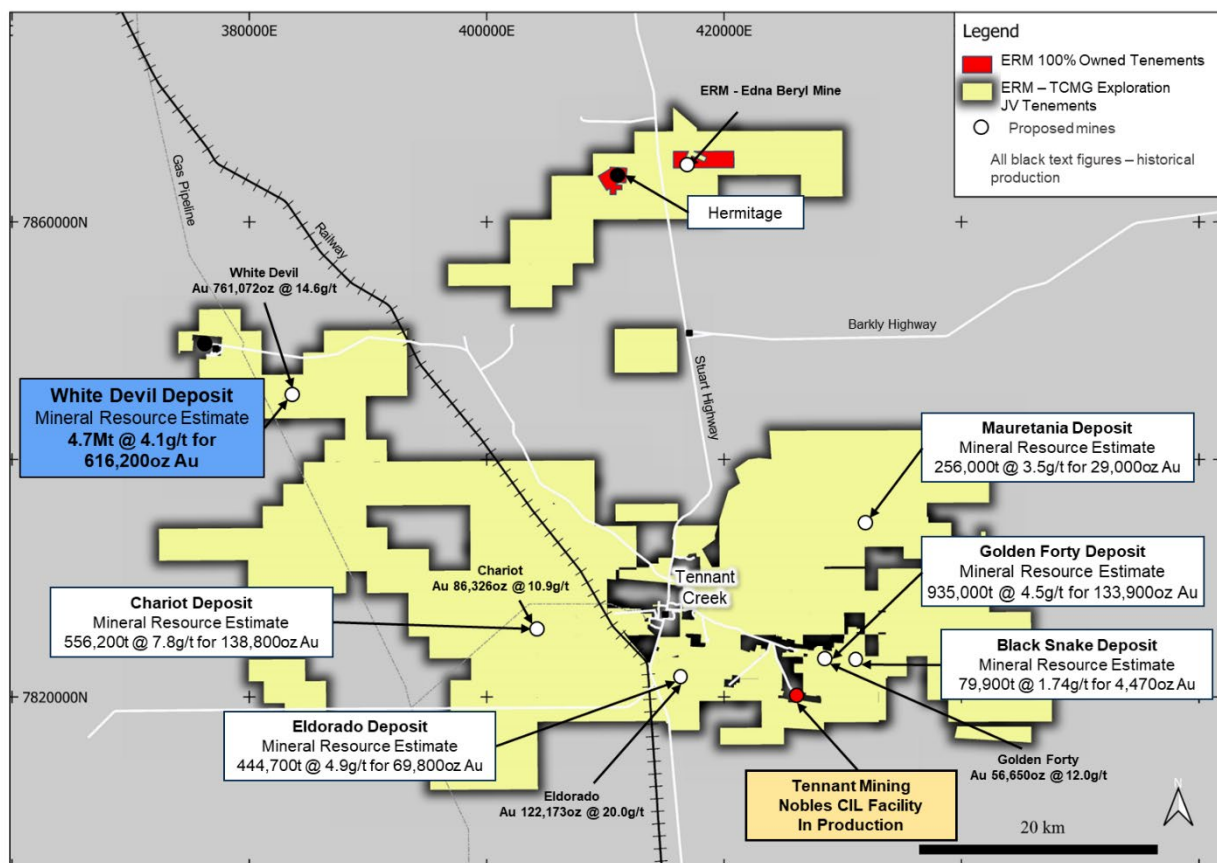 380000E
400000E
420000E
Legend
ERM 100% Owned Tenements
ERM – TCMG Exploration
JV Tenements
Proposed mines
All black text figures – historical
production
ERM - Edna Beryl Mine
Gas Pipeline
Hermitage
7860000N
Railway
White Devil
Au 761,072oz @ 14.6g/t
Barkly Highway
Stuart Highway
White Devil Deposit
Mineral Resource Estimate
4.7Mt @ 4.1g/t for
616,200oz Au
Mauretania Deposit
Mineral Resource Estimate
256,000t @ 3.5g/t for 29,000oz Au
Golden Forty Deposit
Mineral Resource Estimate
935,000t @ 4.5g/t for 133,900oz Au
Tennant
Creek
Chariot
Au 86,326oz @ 10.9g/t
Chariot Deposit
Mineral Resource Estimate
556,200t @ 7.8g/t for 138,800oz Au
Black Snake Deposit
Mineral Resource Estimate
79,900t @ 1.74g/t for 4,470oz Au
7820000N
Eldorado Deposit
Mineral Resource Estimate
444,700t @ 4.9g/t for 69,800oz Au
Golden Forty
Au 56,650oz @ 12.0g/t
Eldorado
Au 122,173oz @ 20.0g/t
Tennant Mining
Nobles CIL Facility
In Production
N
20 km